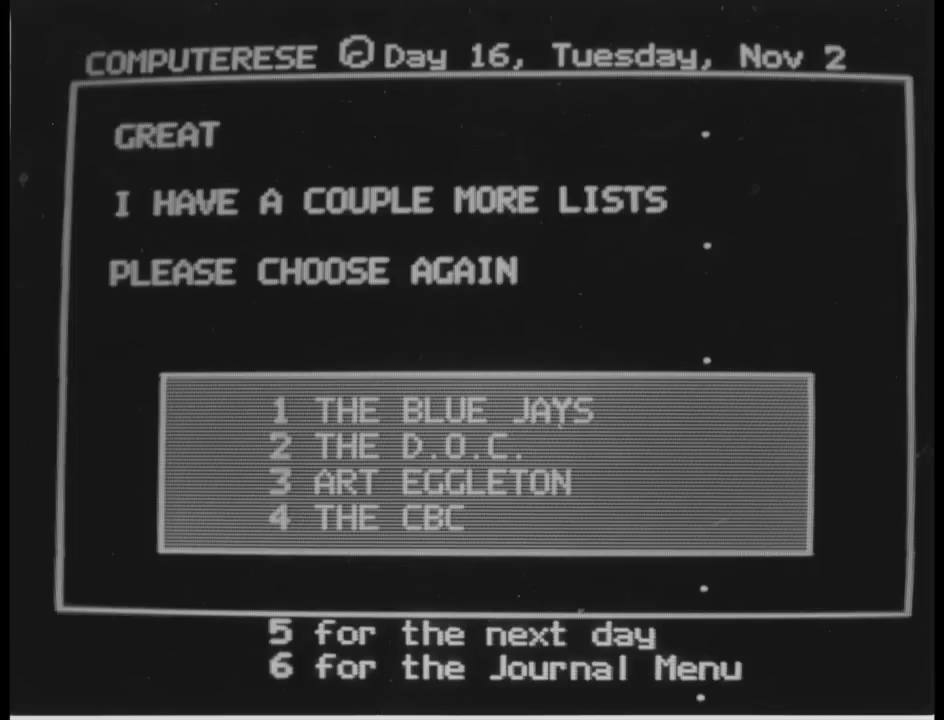 COMPUTERESE © Day 16, Tuesday, Nov 2
GREAT
I HAVE A COUPLE MORE LISTS
PLEASE CHOOSE AGAIN
1 THE BLUE JAYS
2 THE D.O.C.
3 ART EGGLETON
4 THE CBC
5 for the next day
6 for the Journal Menu